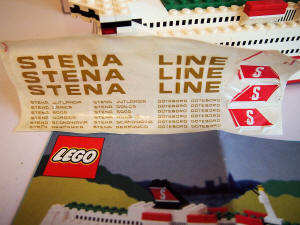 STENA LINE
STENA LINE
STENA LINE
S
S
S
STENA JUTLANDICA STENA JUTLANDICA GÖTEBORG GÖTEBORG
STENA DANICA STENA DANICA GÖTEBORG GÖTEBORG
STENA SAGA STENA SAGA GÖTEBORG GÖTEBORG
STENA NORDICA STENA NORDICA GÖTEBORG GÖTEBORG
STENA SCANDINAVICA STENA SCANDINAVICA GÖTEBORG GÖTEBORG
STENA GERMANICA STENA GERMANICA GÖTEBORG GÖTEBORG
LEGO
S